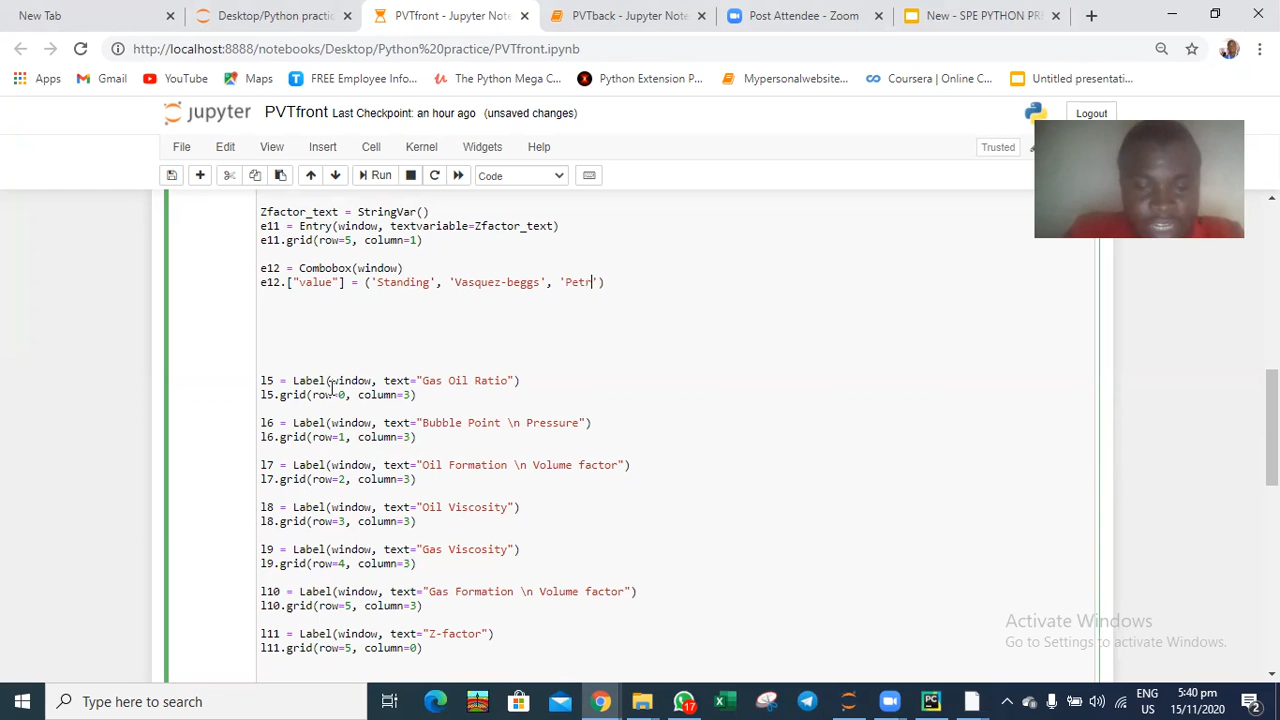 New Tab
Desktop/Python practic
PVTfront - Jupyter Note
PVTback - Jupyter Note
Post Attendee - Zoom
New - SPE PYTHON PRE
http://localhost:8888/notebooks/Desktop/Python%20practice/PVTfront.ipynb
Apps
Gmail
YouTube
Maps
FREE Employee Info...
The Python Mega C...
Python Extension P...
Mypersonalwebsite...
Coursera | Online C...
Untitled presentati...
jupyter PVTfront Last Checkpoint: an hour ago (unsaved changes)
Logout
File Edit View Insert Cell Kernel Widgets Help
Trusted
Run
Code
Zfactor_text = StringVar()
e11 = Entry(window, textvariable=Zfactor_text)
e11.grid(row=5, column=1)
e12 = Combobox(window)
e12.["value"] = ('Standing', 'Vasquez-beggs', 'Petr')
l5 = Label(window, text="Gas Oil Ratio")
l5.grid(row=0, column=3)
l6 = Label(window, text="Bubble Point \n Pressure")
l6.grid(row=1, column=3)
l7 = Label(window, text="Oil Formation \n Volume factor")
l7.grid(row=2, column=3)
l8 = Label(window, text="Oil Viscosity")
l8.grid(row=3, column=3)
l9 = Label(window, text="Gas Viscosity")
l9.grid(row=4, column=3)
l10 = Label(window, text="Gas Formation \n Volume factor")
l10.grid(row=5, column=3)
l11 = Label(window, text="Z-factor")
l11.grid(row=5, column=0)
Activate Windows
Go to Settings to activate Windows.
Type here to search
17
ENG
US
5:40 pm
15/11/2020
2